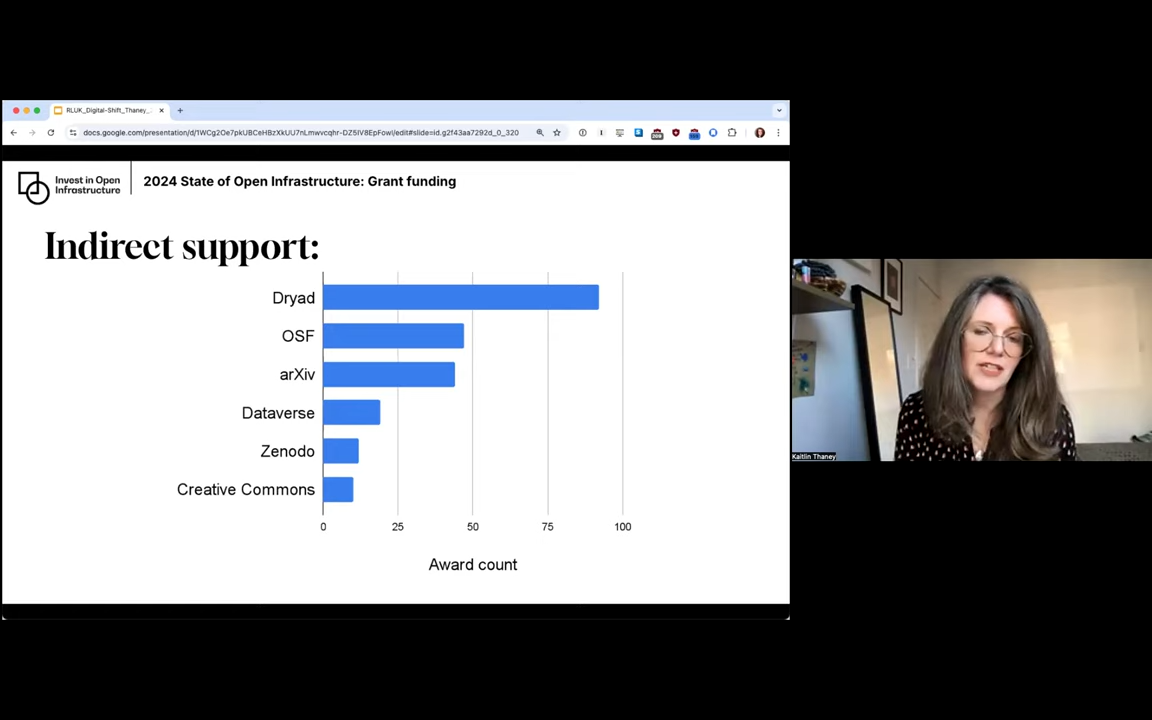 RLUK_Digital-Shift_Thaney_
docs.google.com/presentation/d/1WCg2Oe7pkUBCeHBzXkUU7nLmwvcqhr-DZ5IV8EpFowI/edit#slide=id.g2f43aa7292d_0_320
Invest in Open
Infrastructure
2024 State of Open Infrastructure: Grant funding
Indirect support:
Dryad
OSF
arXiv
Dataverse
Zenodo
Creative Commons
0 25 50 75 100
Award count
Kaitlin Thaney